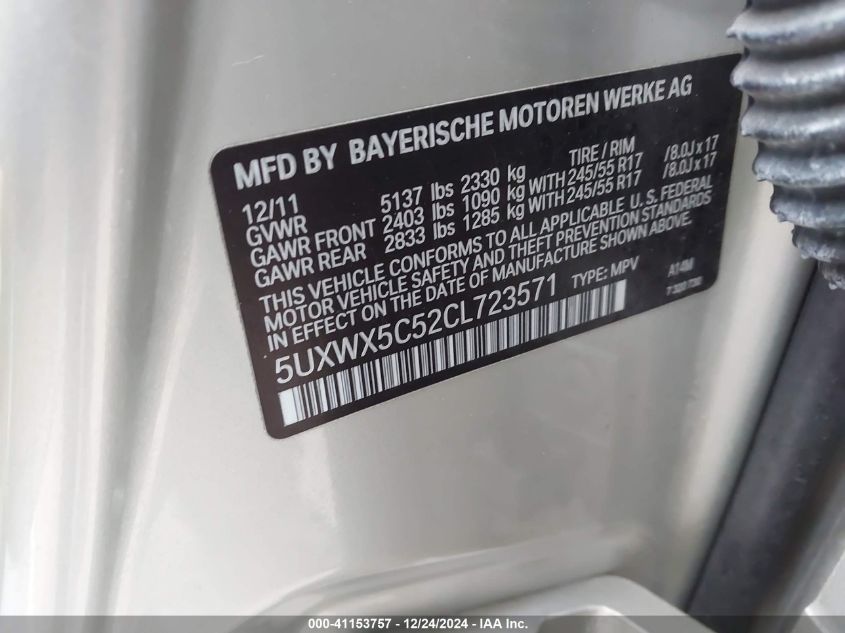 MFD BY BAYERISCHE MOTOREN WERKE AG
12/11 TIRE / RIM
GVWR 5137 lbs 2330 kg
GAWR FRONT 2403 lbs 1090 kg WITH 245/55 R17 /8.0J x 17
GAWR REAR 2833 lbs 1285 kg WITH 245/55 R17 /8.0J x 17
THIS VEHICLE CONFORMS TO ALL APPLICABLE U. S. FEDERAL
MOTOR VEHICLE SAFETY AND THEFT PREVENTION STANDARDS
IN EFFECT ON THE DATE OF MANUFACTURE SHOWN ABOVE.
5UXWX5C52CL723571 TYPE: MPV A14M
000-41153757 - 12/24/2024 - IAA Inc.